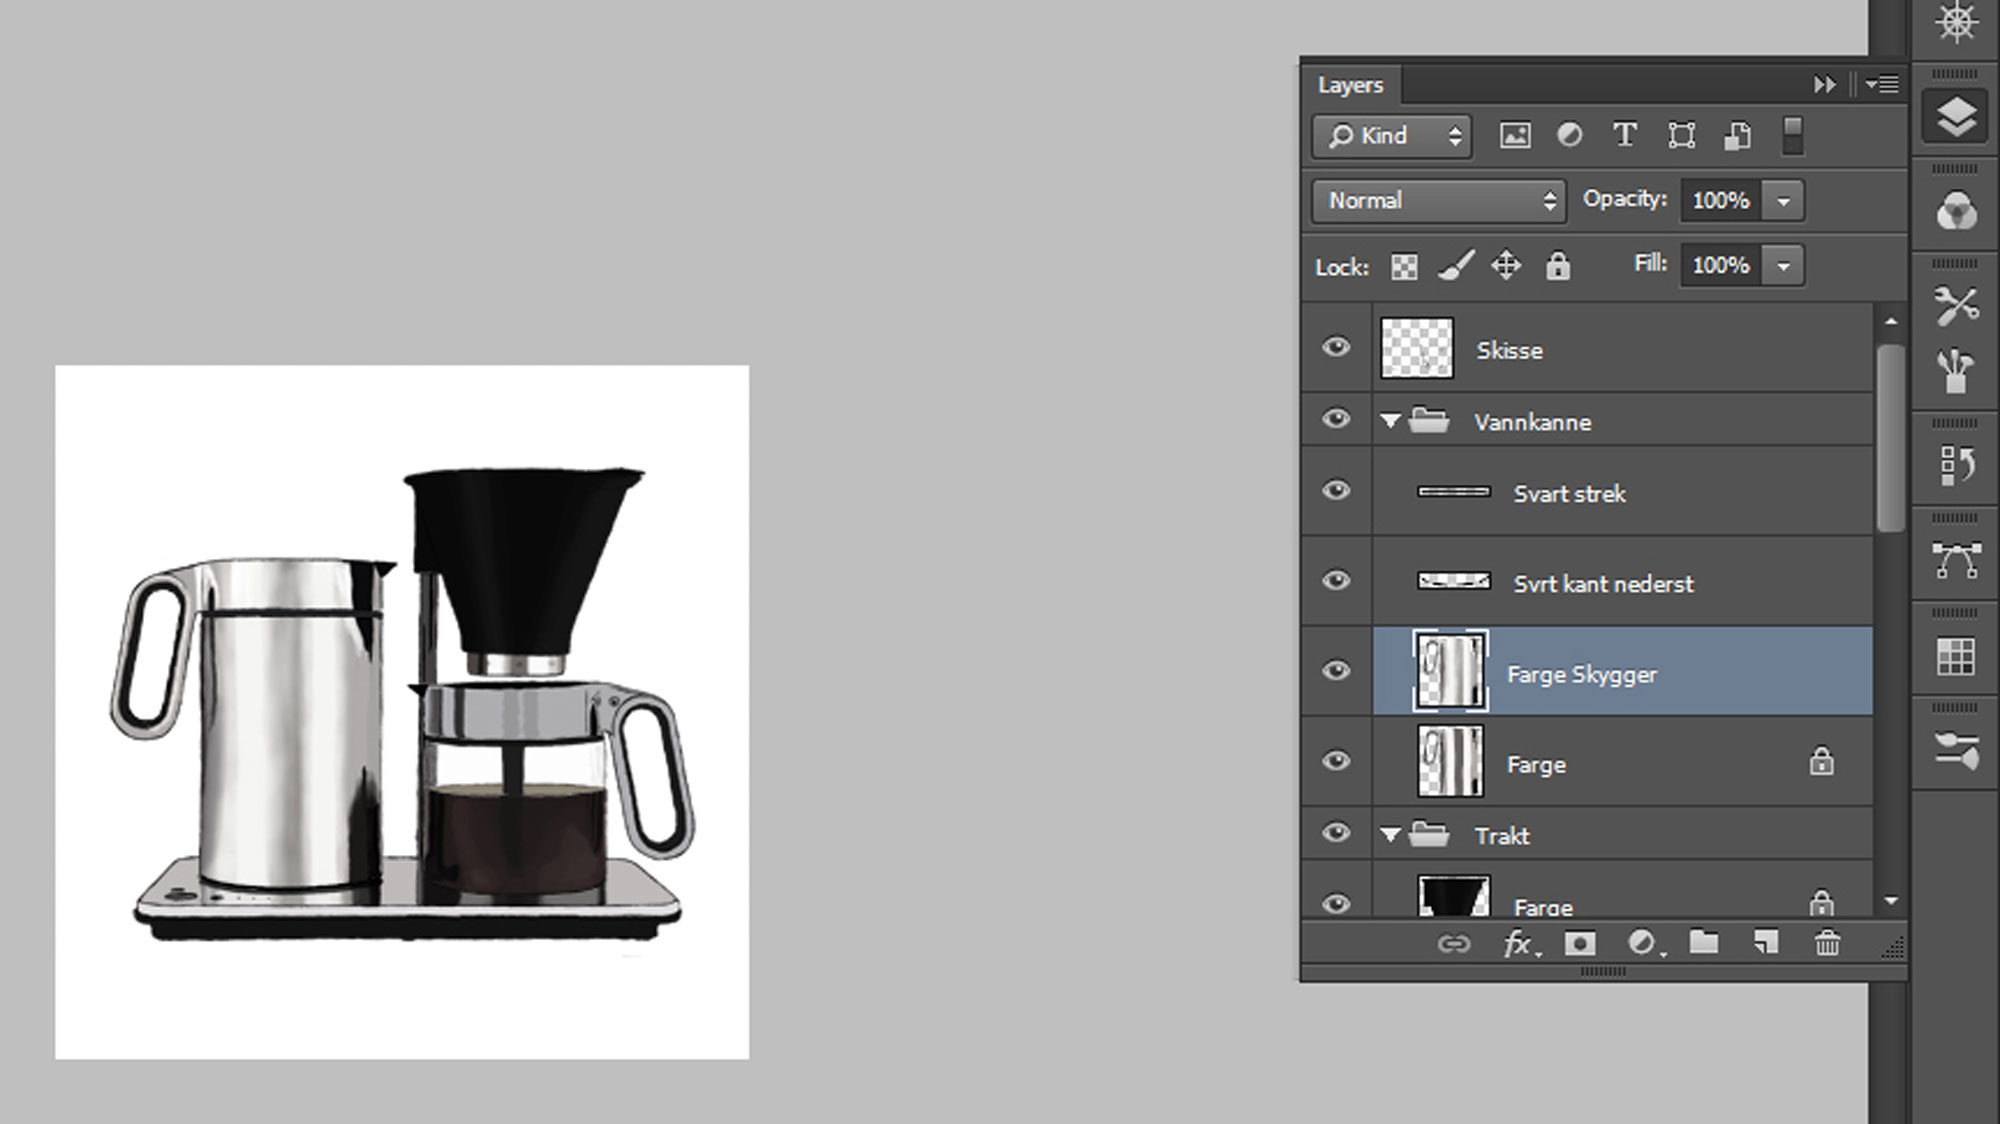 Layers
Kind
T
Normal
Opacity: 100%
Lock:
Fill: 100%
Skisse
Vannkanne
Svart strek
Svrt kant nederst
Farge Skygger
Farge
Trakt
Farge
fx